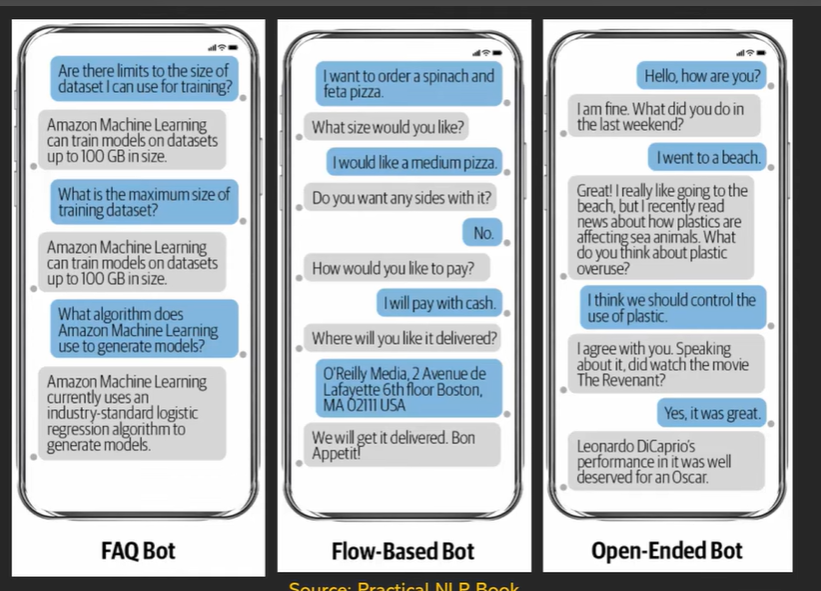 Are there limits to the size of
dataset I can use for training?
Amazon Machine Learning
can train models on datasets
up to 100 GB in size.
What is the maximum size of
training dataset?
Amazon Machine Learning
can train models on datasets
up to 100 GB in size.
What algorithm does
Amazon Machine Learning
use to generate models?
Amazon Machine Learning
currently uses an
industry-standard logistic
regression algorithm to
generate models.
FAQ Bot
I want to order a spinach and
feta pizza.
What size would you like?
I would like a medium pizza.
Do you want any sides with it?
No.
How would you like to pay?
I will pay with cash.
Where will you like it delivered?
O'Reilly Media, 2 Avenue de
Lafayette 6th floor Boston,
MA 02111 USA
We will get it delivered. Bon
Appetit!
Flow-Based Bot
Hello, how are you?
I am fine. What did you do in
the last weekend?
I went to a beach.
Great! I really like going to the
beach, but I recently read
news about how plastics are
affecting sea animals. What
do you think about plastic
overuse?
I think we should control the
use of plastic.
I agree with you. Speaking
about it, did watch the movie
The Revenant?
Yes, it was great.
Leonardo DiCaprio's
performance in it was well
deserved for an Oscar.
Open-Ended Bot
Source: Practical NLP Book